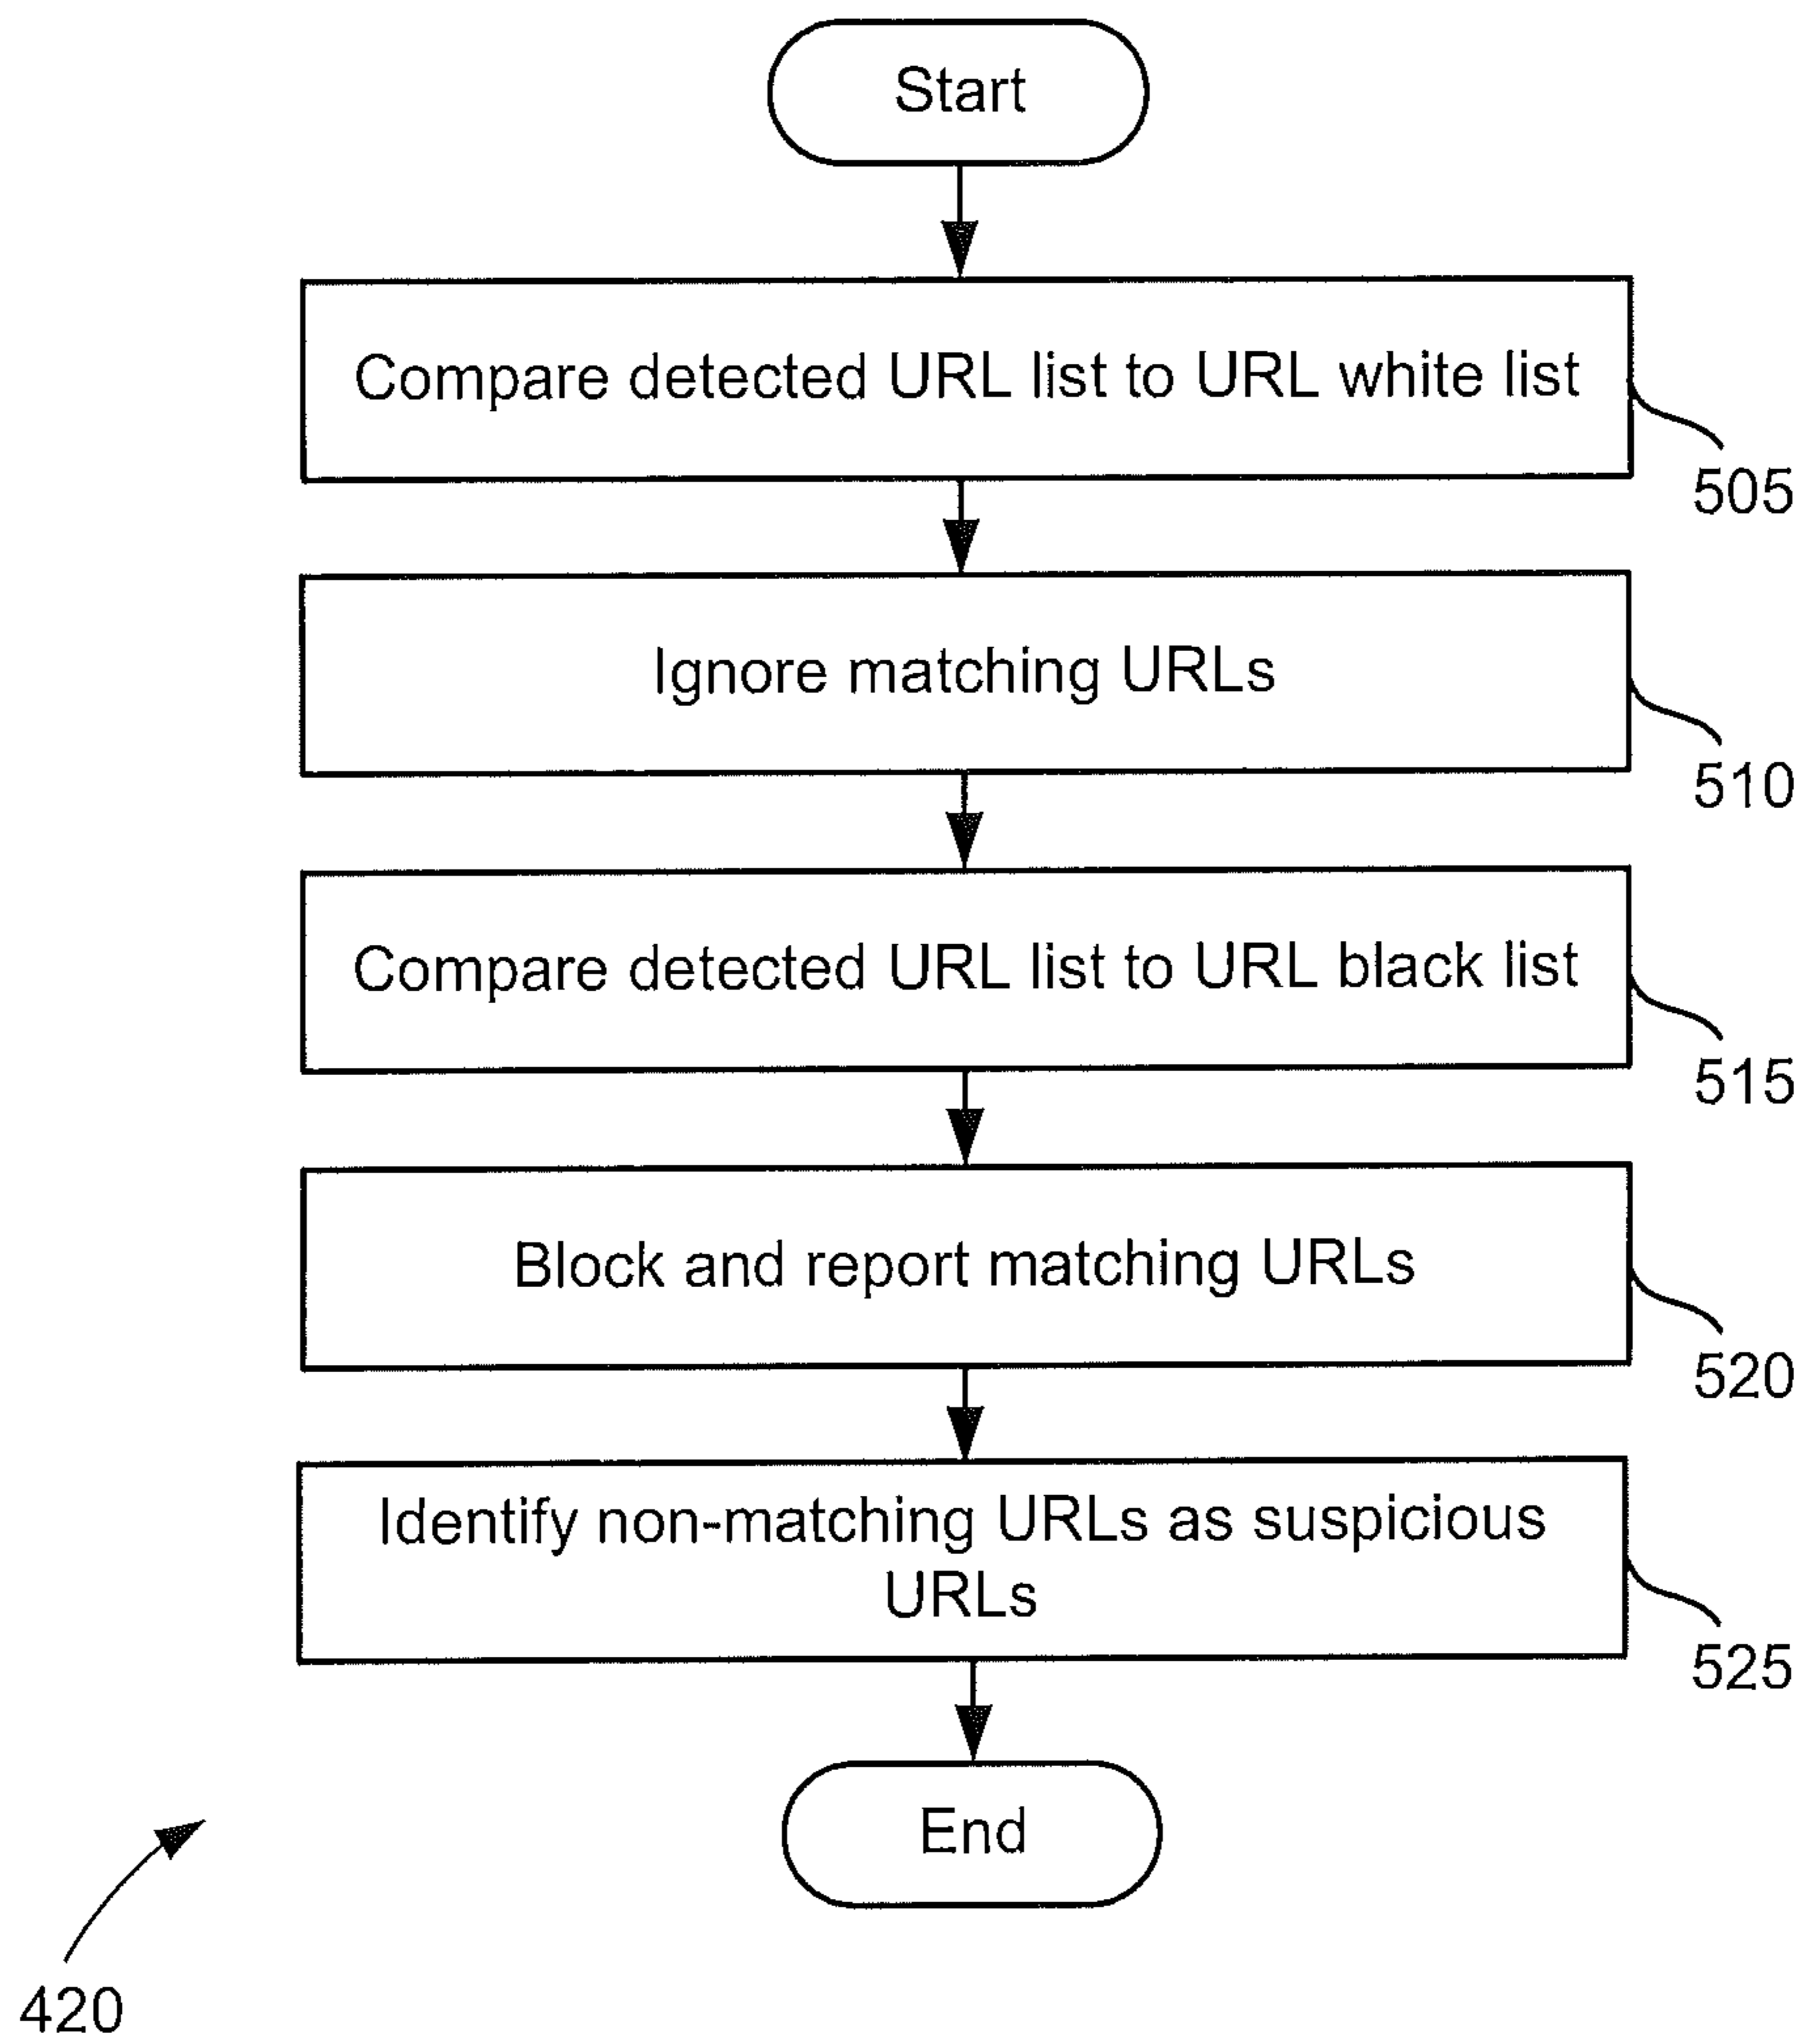 Start
Compare detected URL list to URL white list
505
Ignore matching URLs
510
Compare detected URL list to URL black list
515
Block and report matching URLs
520
Identify non-matching URLs as suspicious
URLs
525
End
420